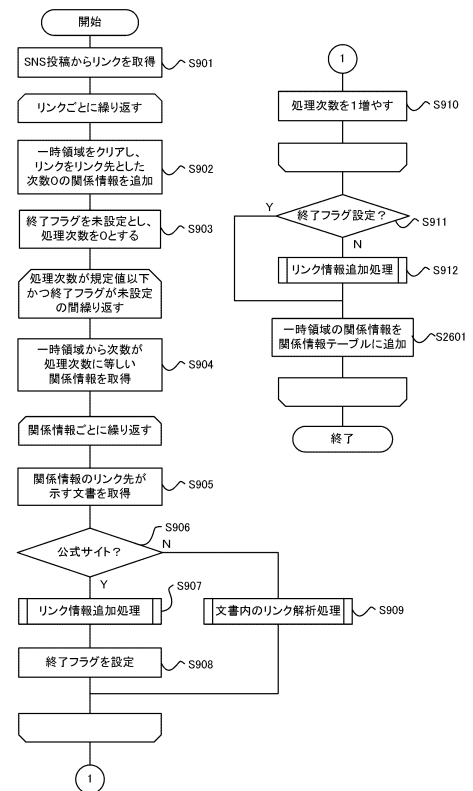 開始
SNS投稿からリンクを取得
S901
リンクごとに繰り返す
一時領域をクリアし、
リンクをリンク先とした
次数0の関係情報を追加
S902
終了フラグを未設定とし、
処理次数を0とする
S903
処理次数が規定値以下
かつ終了フラグが未設定
の間繰り返す
一時領域から次数が
処理次数に等しい
関係情報を取得
S904
関係情報ごとに繰り返す
関係情報のリンク先が
示す文書を取得
S905
公式サイト?
S906
N
Y
リンク情報追加処理
S907
文書内のリンク解析処理
S909
終了フラグを設定
S908
1
1
処理次数を1増やす
S910
終了フラグ設定?
S911
Y
N
リンク情報追加処理
S912
一時領域の関係情報を
関係情報テーブルに追加
S2601
終了